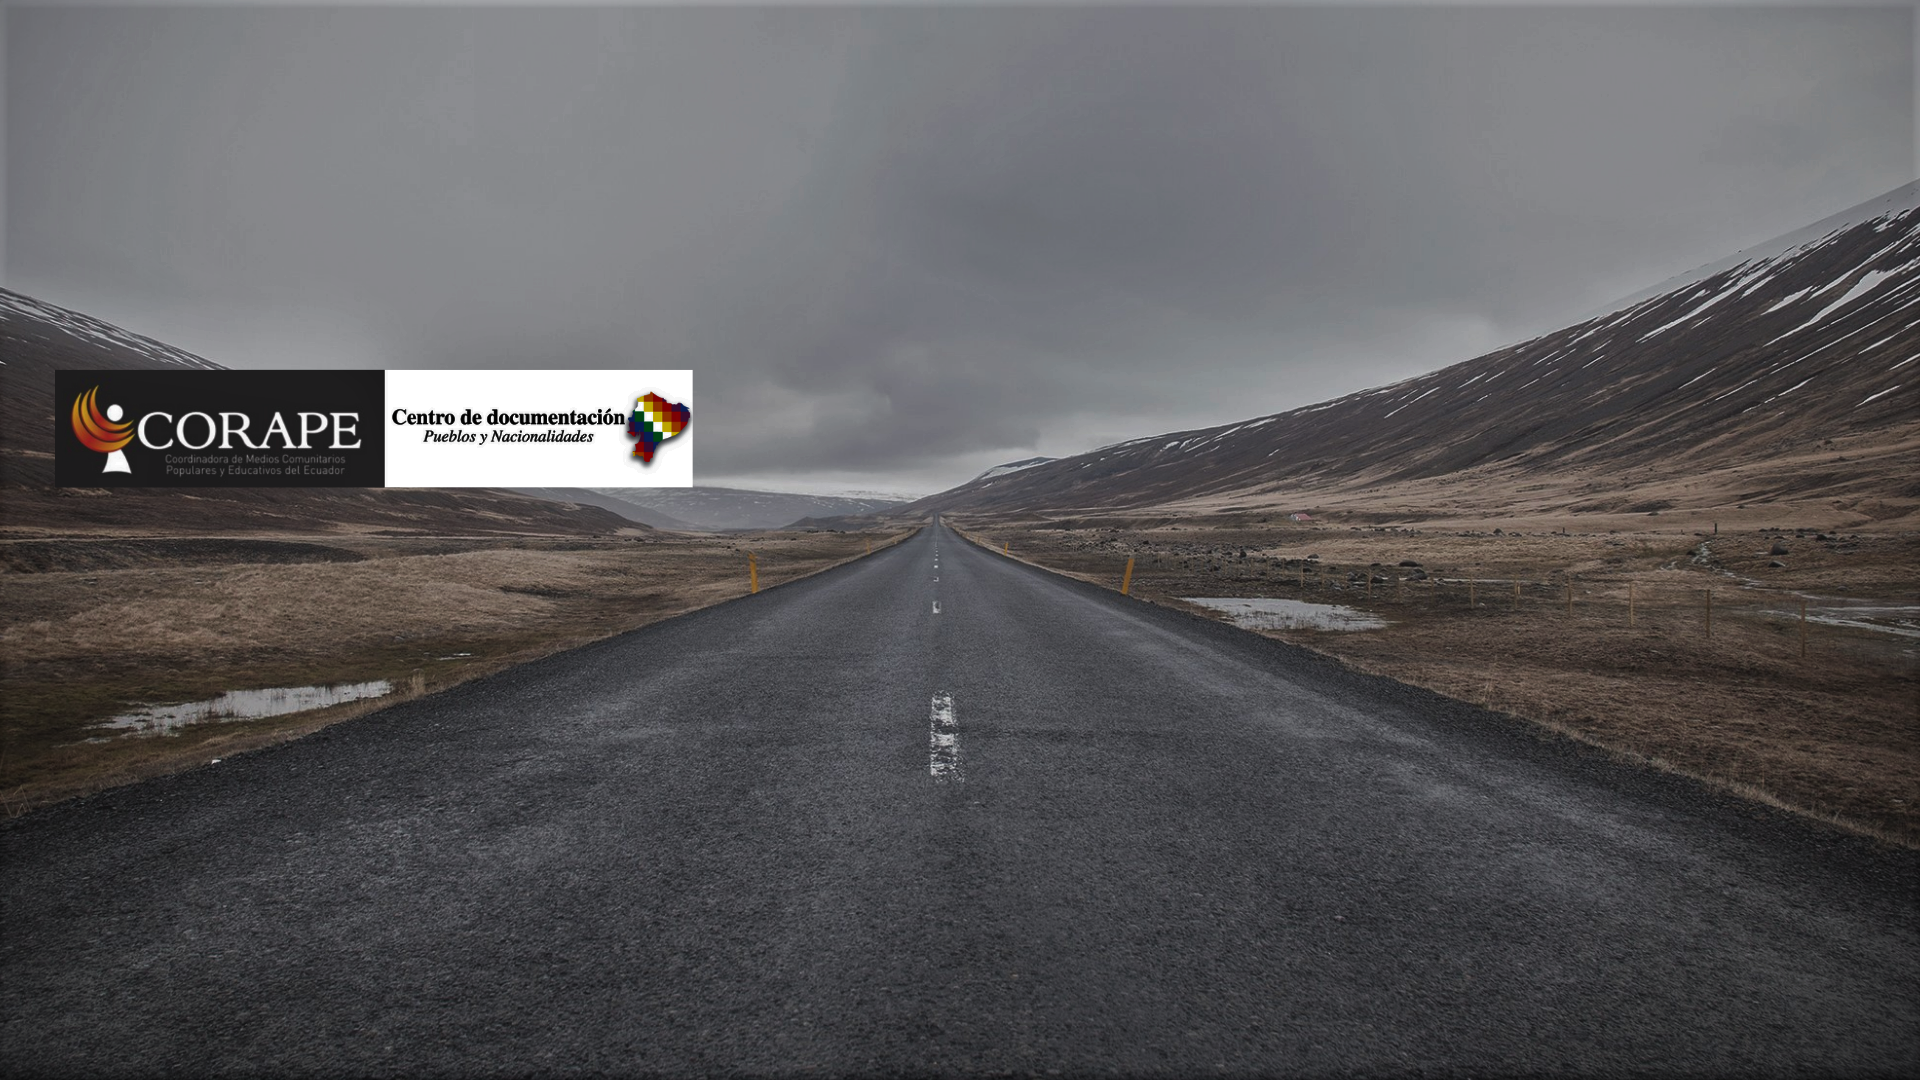 CORAPE
Coordinadora de Medios Comunitarios
Populares y Educativos del Ecuador
Centro de documentación
Pueblos y Nacionalidades